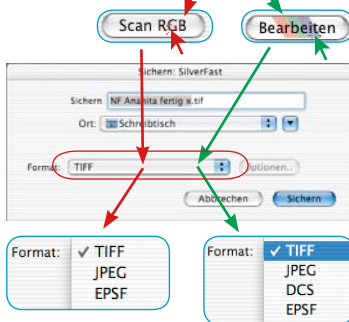 Scan RGB
Bearbeiten
Sichern: SilverFast
Sichern NF Ananita fertig x.tif
Ort: Schreibtisch
Format: TIFF Optionen..
Abbrechen Sichern
Format: ✓ TIFF
JPEG
EPSF
Format: ✓ TIFF
JPEG
DCS
EPSF